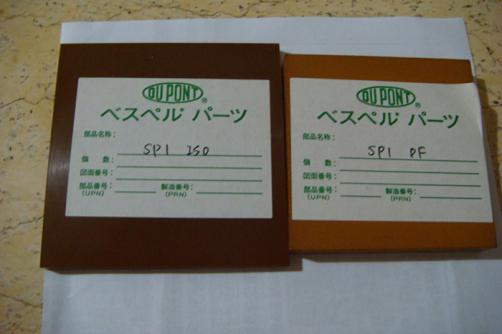 DU PONT®
ベスペル パーツ
部品名称:
SP1 250
個 数:
図面番号:
部品番号: 製造番号:
(UPN) (PRN)
DU PONT®
ベスペル パーツ
部品名称:
SP1 DF
個 数:
図面番号:
部品番号: 製造番号:
(UPN) (PRN)